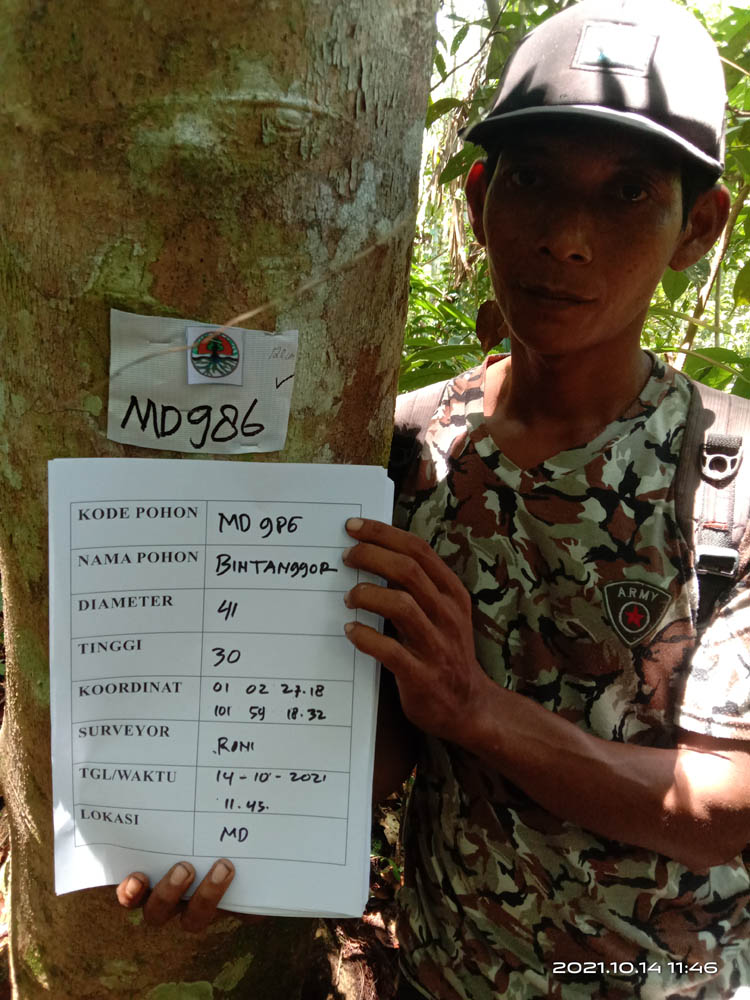 MD986
KODE POHON MD 986
NAMA POHON BINTANGGOR
DIAMETER 41
TINGGI 30
KOORDINAT 01 02 27.18
101 59 18.32
SURVEYOR RONI
TGL/WAKTU 14-10-2021
11.45.
LOKASI MD
ARMY
2021.10.14 11:46